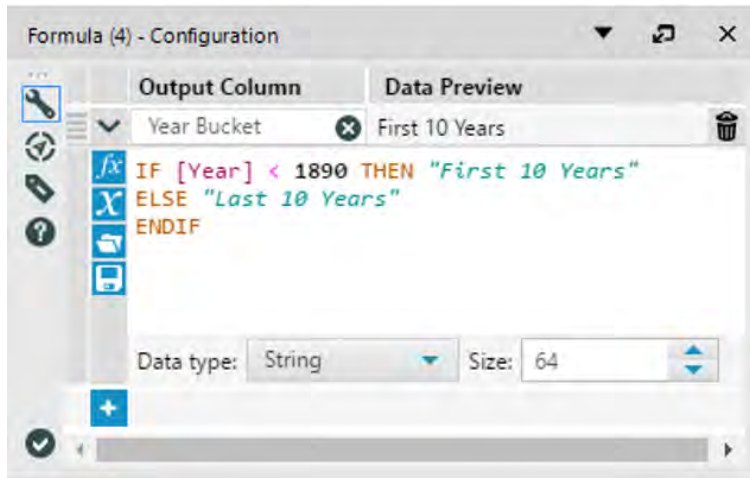 Formula (4) - Configuration
Output Column Data Preview
Year Bucket First 10 Years
fx IF [Year] < 1890 THEN "First 10 Years"
X ELSE "Last 10 Years"
ENDIF
Data type: String Size: 64